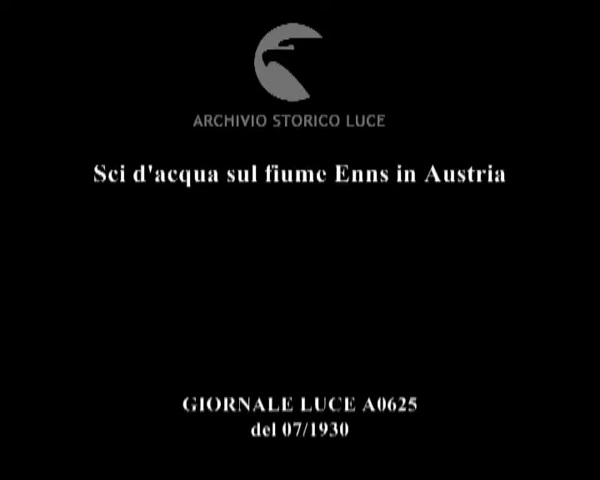 ARCHIVIO STORICO LUCE
Sci d'acqua sul fiume Enns in Austria
GIORNALE LUCE A0625
del 07/1930